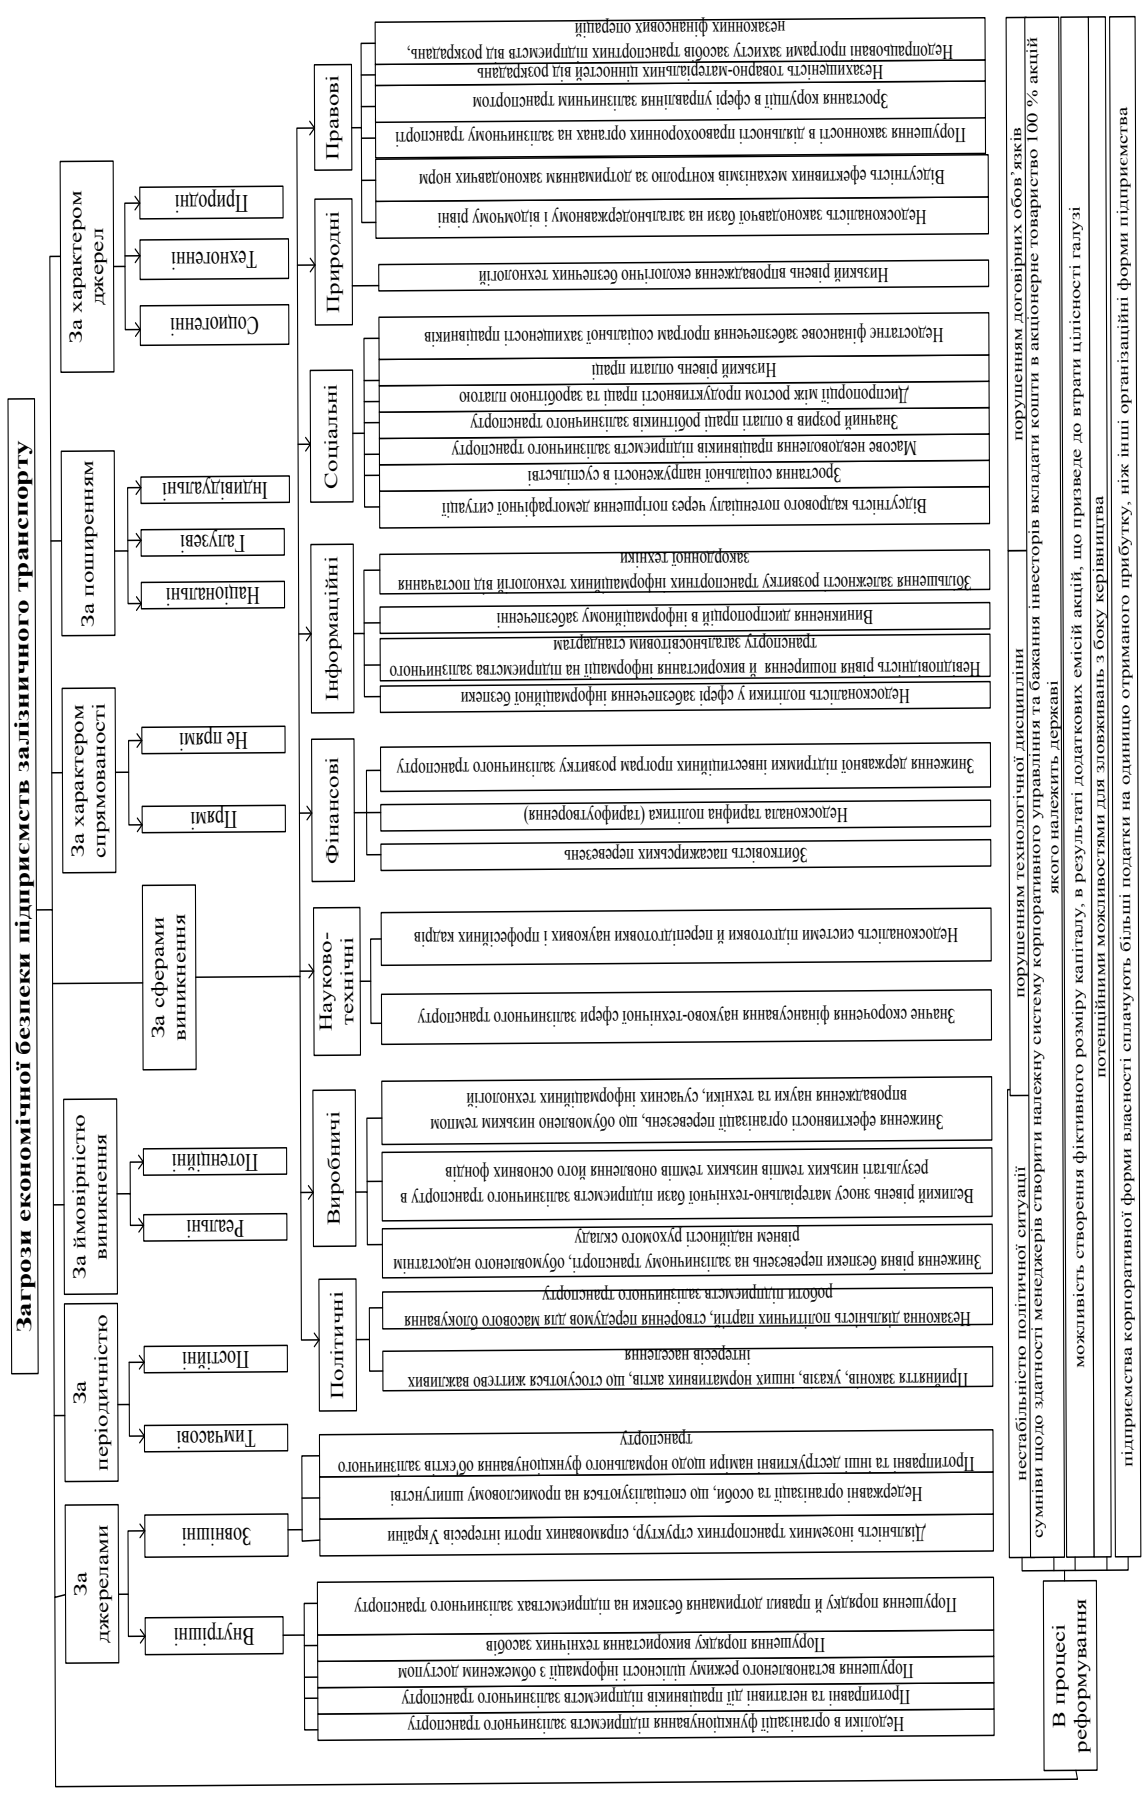 Загрози економічної безпеки підприємств залізничного транспорту
За
джерелами
За
періодичністю
За ймовірністю
виникнення
За сферами
виникнення
За характером
спрямованості
За поширенням
За характером
джерел
Внутрішні
Зовнішні
Тимчасові
Постійні
Реальні
Потенційні
Прямі
Не прямі
Національні
Галузеві
Індивідуальні
Социогенні
Техногенні
Природні
Недоліки в організації функціонування підприємств залізничного транспорту
Протиправні та негативні дії працівників підприємств залізничного транспорту
Порушення встановленого режиму цілісності інформації з обмеженим доступом
Порушення порядку використання технічних засобів
Порушення порядку й правил дотримання безпеки на підприємствах залізничного транспорту
Діяльність іноземних транспортних структур, спрямованих проти інтересів України
Недержавні організації та особи, що спеціалізуються на промисловому шпигунстві
Протиправні та інші деструктивні наміри щодо нормального функціонування об'єктів залізничного
транспорту
Політичні
Прийняття законів, указів, інших нормативних актів, що стосуються життєво важливих
інтересів населення
Незаконна діяльність політичних партій, створення передумов для масового блокування
роботи підприємств залізничного транспорту
Виробничі
Зниження рівня безпеки перевезень на залізничному транспорті, обумовленого недостатнім
рівнем надійності рухомого складу
Великий рівень зносу матеріально-технічної бази підприємств залізничного транспорту в
результаті низьких темпів низьких темпів оновлення його основних фондів
Зниження ефективності організації перевезень, що обумовлено низьким темпом
впровадження науки та техніки, сучасних інформаційних технологій
Науково-
технічні
Значне скорочення фінансування науково-технічної сфери залізничного транспорту
Недосконалість системи підготовки й перепідготовки наукових і професійних кадрів
Фінансові
Збитковість пасажирських перевезень
Недосконала тарифна політика (тарифоутворення)
Зниження державної підтримки інвестиційних програм розвитку залізничного транспорту
Інформаційні
Недосконалість політики у сфері забезпечення інформаційної безпеки
Невідповідність рівня поширення й використання інформації на підприємства залізничного
транспорту загальносвітовим стандартам
Виникнення диспропорцій в інформаційному забезпеченні
Збільшення залежності розвитку транспортних інформаційних технологій від постачання
закордонної техніки
Соціальні
Відсутність кадрового потенціалу через погіршення демографічної ситуації
Зростання соціальної напруженості в суспільстві
Масове невдоволення працівників підприємств залізничного транспорту
Значний розрив в оплаті праці робітників залізничного транспорту
Диспропорції між ростом продуктивності праці та заробітною платою
Низький рівень оплати праці
Недостатнє фінансове забезпечення програм соціальної захищеності працівників
Природні
Низький рівень впровадження екологічно безпечних технологій
Правові
Недосконалість законодавчої бази на загальнодержавному і відомчому рівні
Відсутність ефективних механізмів контролю за дотриманням законодавчих норм
Порушення законності в діяльності правоохоронних органах на залізничному транспорті
Зростання корупції в сфері управління залізничним транспортом
Незахищеність товарно-матеріальних цінностей від розкрадань
Недопрацьовані програми захисту засобів транспортних підприємств від розкрадань,
незаконних фінансових операцій
В процесі
реформування
нестабільністю політичної ситуації
порушенням технологічної дисципліни
порушенням договірних обов'язків
сумніви щодо здатності менеджерів створити належну систему корпоративного управління та бажання інвесторів вкладати кошти в акціонерне товариство 100 % акцій
якого належить державі
можливість створення фіктивного розміру капіталу, в результаті додаткових емісій акцій, що призведе до втрати цілісності галузі
потенційними можливостями для зловживань з боку керівництва
підприємства корпоративної форми власності сплачують більші податки на одиницю отриманого прибутку, ніж інші організаційні форми підприємства